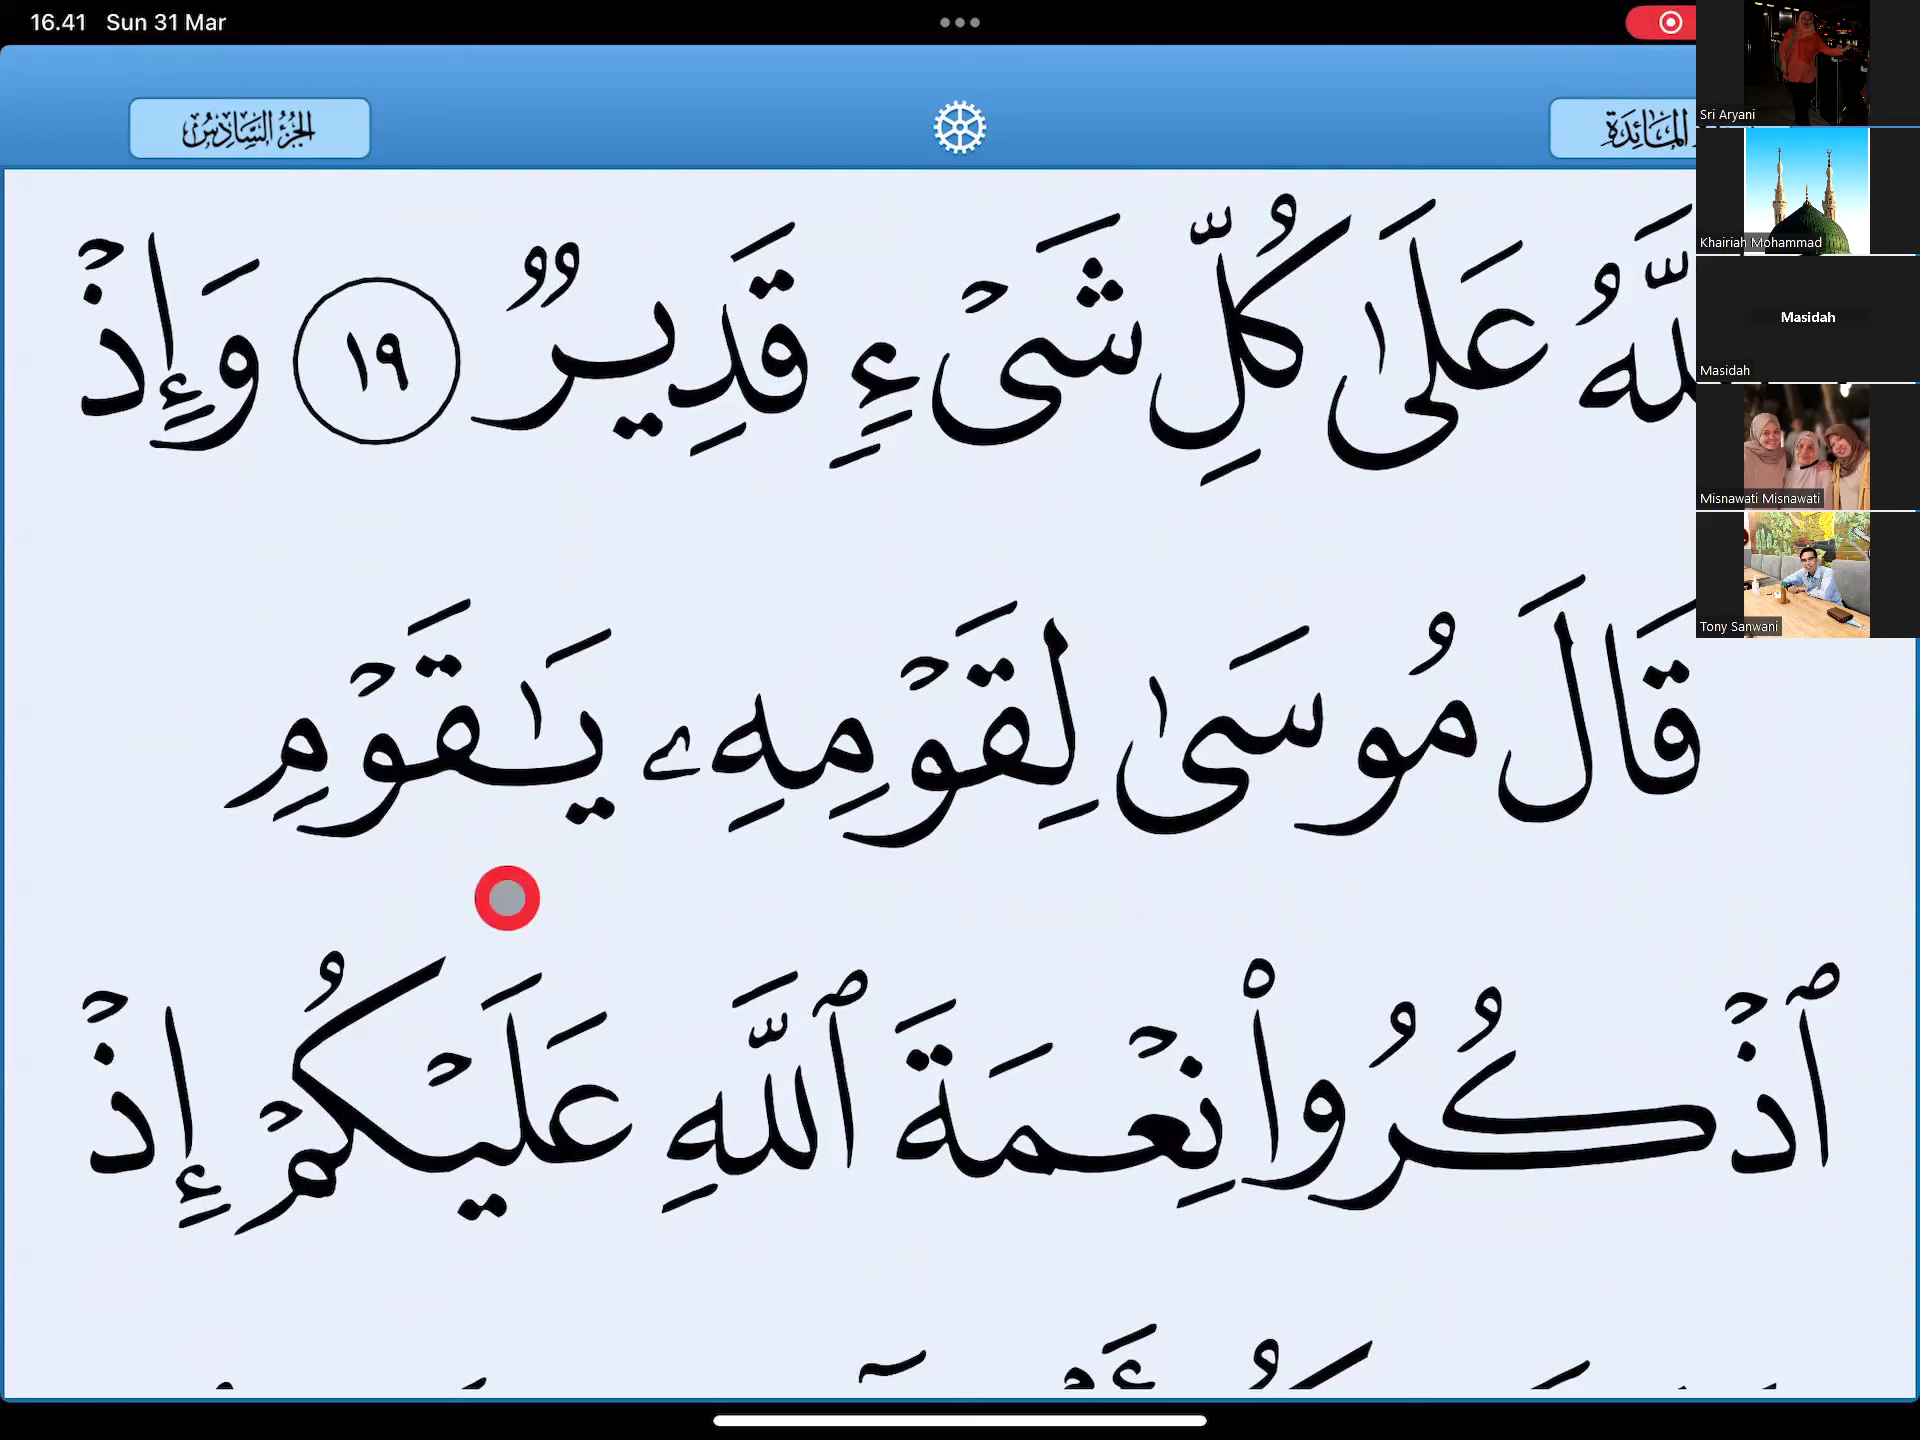 16.41 Sun 31 Mar
الجزء السادس
المائدة
ٱللَّهُ عَلَىٰ كُلِّ شَىْءٍ قَدِيرٌ ١٩ وَإِذْ
قَالَ مُوسَىٰ لِقَوْمِهِۦ يَـٰقَوْمِ
ٱذْكُرُوا۟ نِعْمَةَ ٱللَّهِ عَلَيْكُمْ إِذْ
Sri Aryani
Khairiah Mohammad
Masidah
Masidah
Misnawati Misnawati
Tony Sanwani